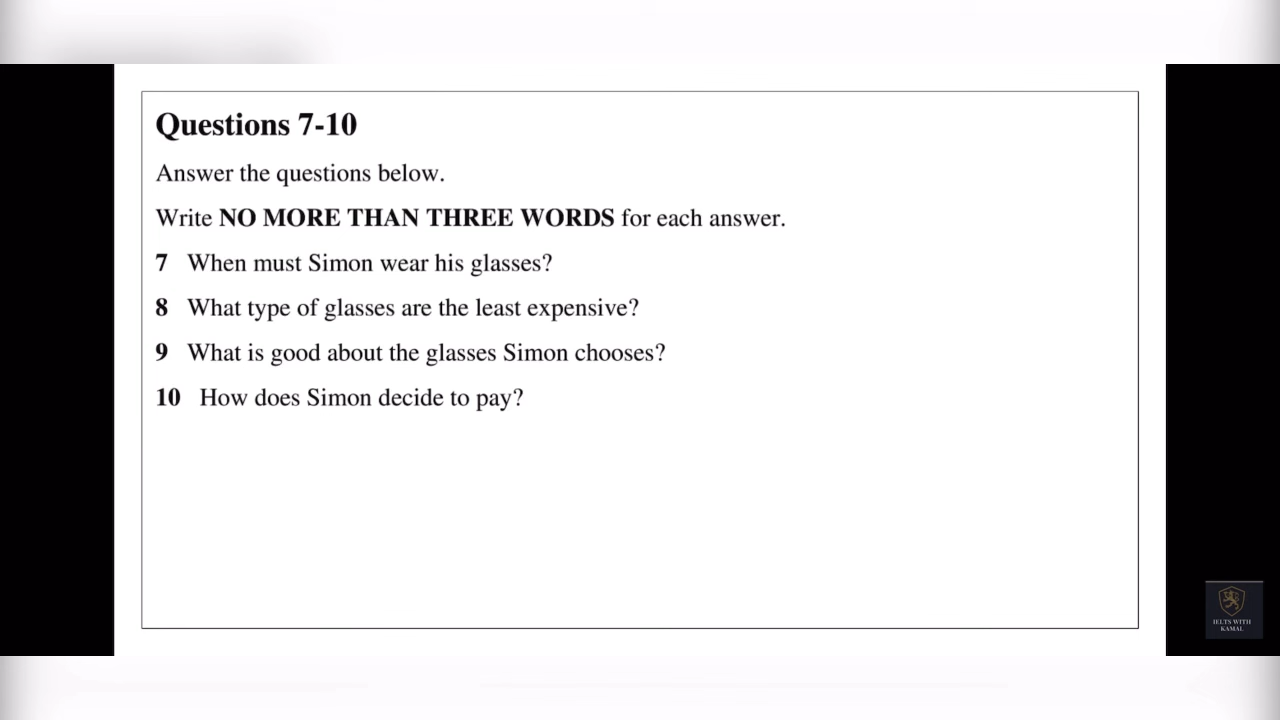 Questions 7-10
Answer the questions below.
Write NO MORE THAN THREE WORDS for each answer.
7 When must Simon wear his glasses?
8 What type of glasses are the least expensive?
9 What is good about the glasses Simon chooses?
10 How does Simon decide to pay?
IELTS WITH
KAMAL